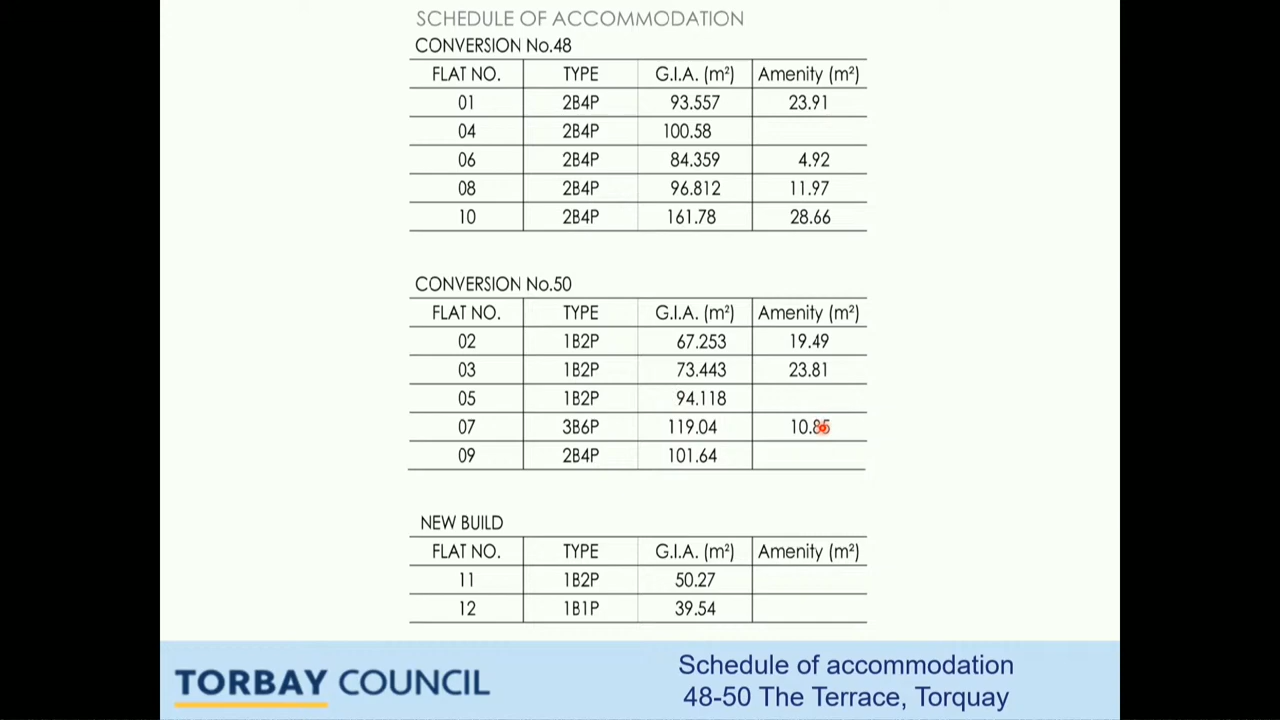 SCHEDULE OF ACCOMMODATION
CONVERSION No.48
FLAT NO. TYPE G.I.A. (m²) Amenity (m²)
01 2B4P 93.557 23.91
04 2B4P 100.58
06 2B4P 84.359 4.92
08 2B4P 96.812 11.97
10 2B4P 161.78 28.66
CONVERSION No.50
FLAT NO. TYPE G.I.A. (m²) Amenity (m²)
02 1B2P 67.253 19.49
03 1B2P 73.443 23.81
05 1B2P 94.118
07 3B6P 119.04 10.85
09 2B4P 101.64
NEW BUILD
FLAT NO. TYPE G.I.A. (m²) Amenity (m²)
11 1B2P 50.27
12 1B1P 39.54
TORBAY COUNCIL
Schedule of accommodation
48-50 The Terrace, Torquay